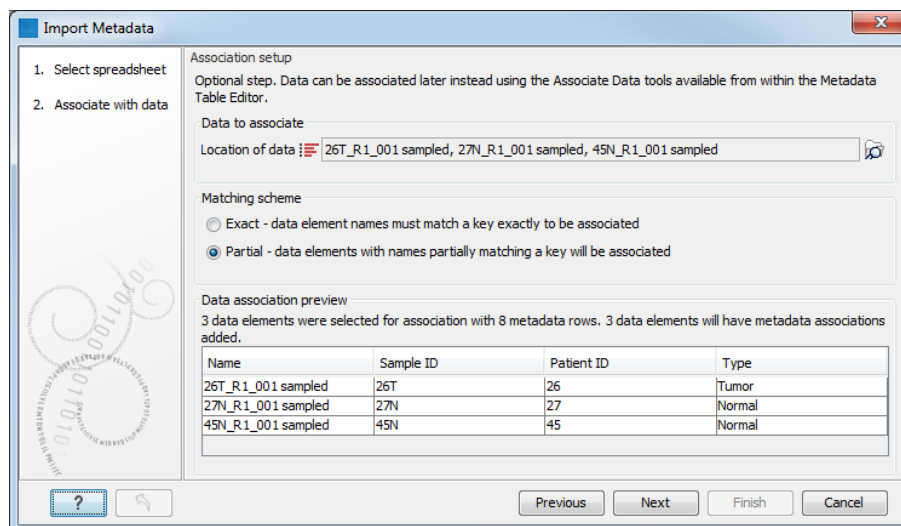 Import Metadata
1. Select spreadsheet
2. Associate with data
Association setup
Optional step. Data can be associated later instead using the Associate Data tools available from within the Metadata
Table Editor.
Data to associate
Location of data 26T_R1_001 sampled, 27N_R1_001 sampled, 45N_R1_001 sampled
Matching scheme
Exact - data element names must match a key exactly to be associated
Partial - data elements with names partially matching a key will be associated
Data association preview
3 data elements were selected for association with 8 metadata rows. 3 data elements will have metadata associations
added.
Name Sample ID Patient ID Type
26T_R1_001 sampled 26T 26 Tumor
27N_R1_001 sampled 27N 27 Normal
45N_R1_001 sampled 45N 45 Normal
? Previous Next Finish Cancel